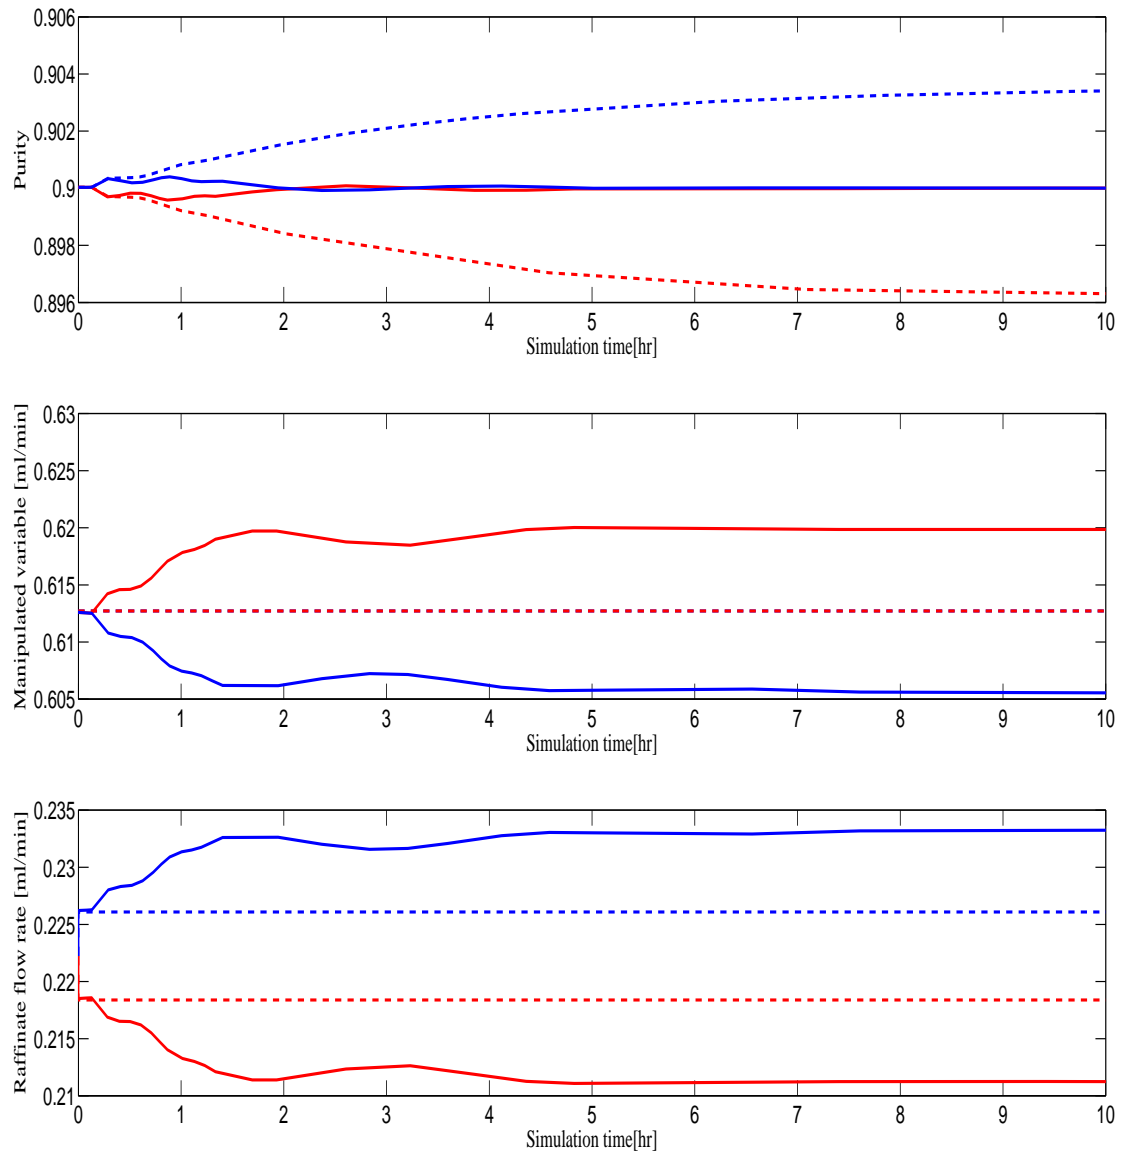 0.906
0.904
0.902
0.9
0.898
0.896
Purity
0 1 2 3 4 5 6 7 8 9 10
Simulation time[hr]
0.63
0.625
0.62
0.615
0.61
0.605
Manipulated variable [ml/min]
0 1 2 3 4 5 6 7 8 9 10
Simulation time[hr]
0.235
0.23
0.225
0.22
0.215
0.21
Raffinate flow rate [ml/min]
0 1 2 3 4 5 6 7 8 9 10
Simulation time[hr]